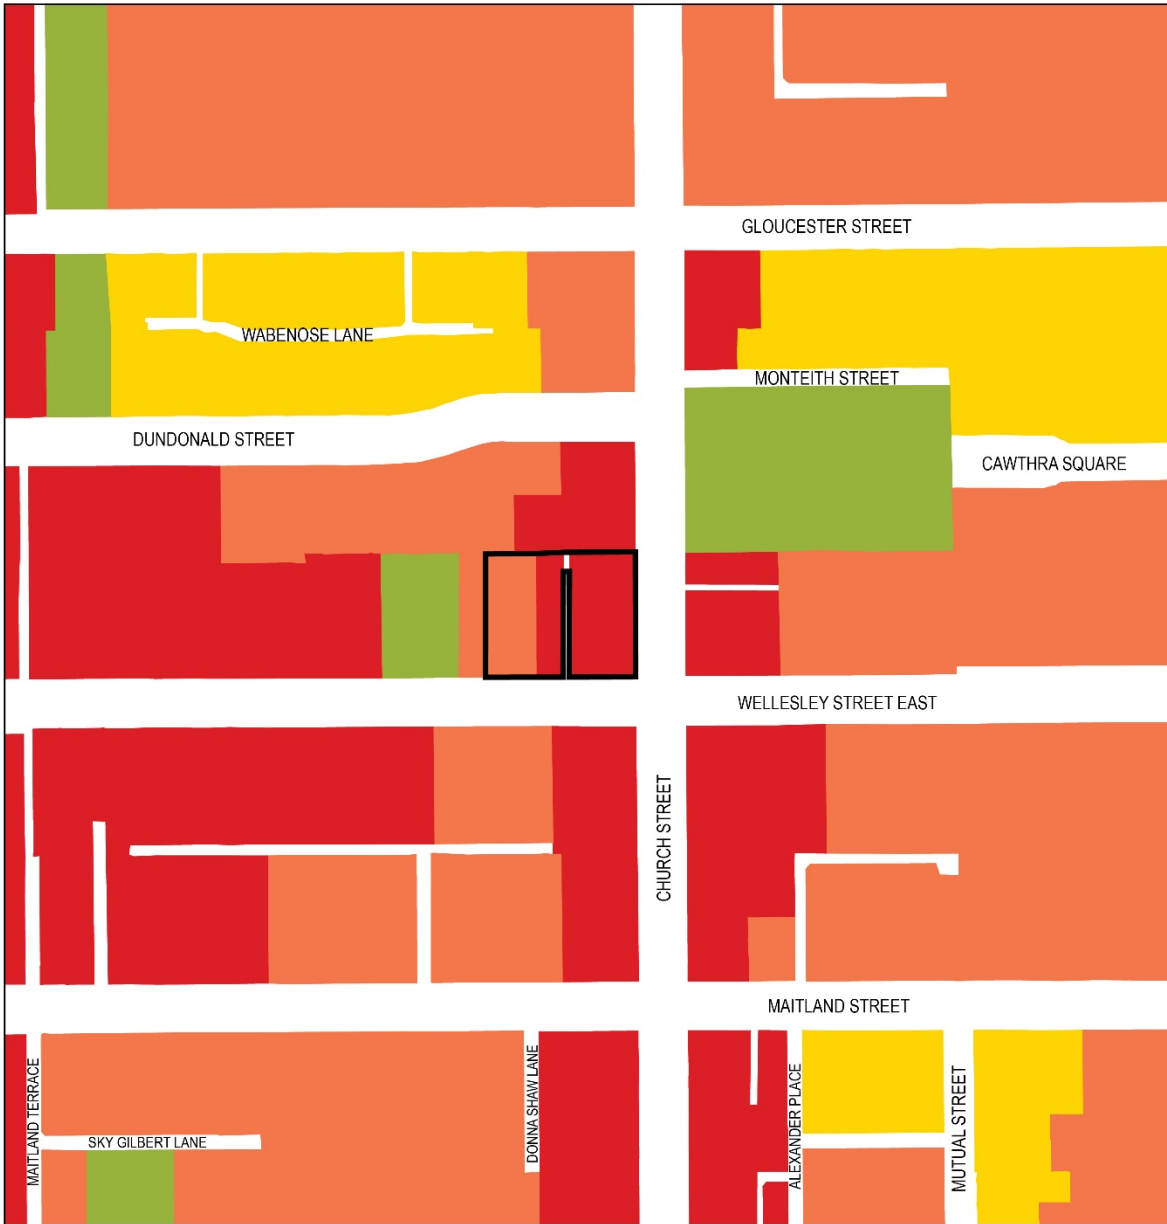 GLOUCESTER STREET
WABENOSE LANE
MONTEITH STREET
DUNDONALD STREET
CAWTHRA SQUARE
WELLESLEY STREET EAST
CHURCH STREET
MAITLAND STREET
MAITLAND TERRACE
SKY GILBERT LANE
DONNA SHAW LANE
ALEXANDER PLACE
MUTUAL STREET